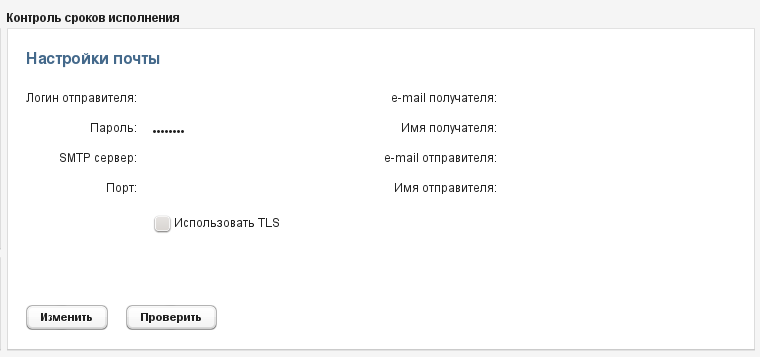 Контроль сроков исполнения
Настройки почты
Логин отправителя: e-mail получателя:
Пароль: •••••••• Имя получателя:
SMTP сервер: e-mail отправителя:
Порт: Имя отправителя:
Использовать TLS
Изменить Проверить